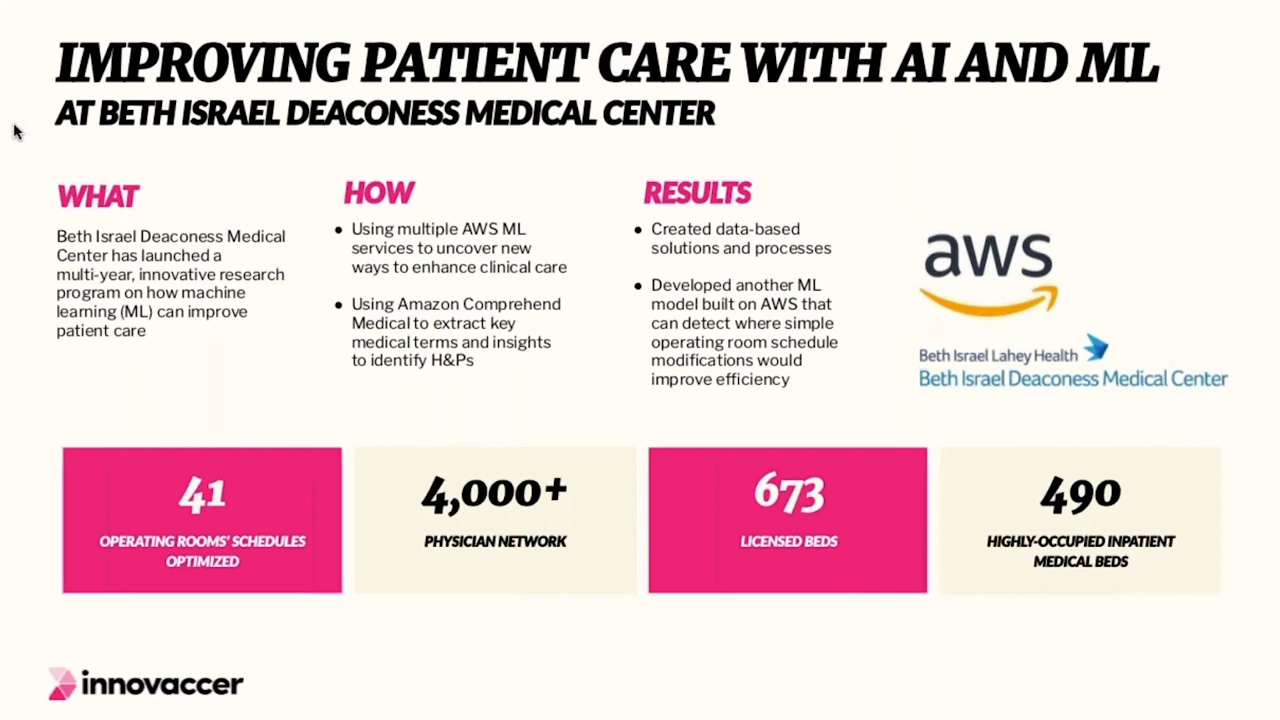 IMPROVING PATIENT CARE WITH AI AND ML
AT BETH ISRAEL DEACONESS MEDICAL CENTER
WHAT
Beth Israel Deaconess Medical
Center has launched a
multi-year, innovative research
program on how machine
learning (ML) can improve
patient care
HOW
• Using multiple AWS ML
services to uncover new
ways to enhance clinical care
• Using Amazon Comprehend
Medical to extract key
medical terms and insights
to identify H&Ps
RESULTS
• Created data-based
solutions and processes
• Developed another ML
model built on AWS that
can detect where simple
operating room schedule
modifications would
improve efficiency
aws
Beth Israel Lahey Health
Beth Israel Deaconess Medical Center
41
OPERATING ROOMS' SCHEDULES
OPTIMIZED
4,000+
PHYSICIAN NETWORK
673
LICENSED BEDS
490
HIGHLY-OCCUPIED INPATIENT
MEDICAL BEDS
innovaccer